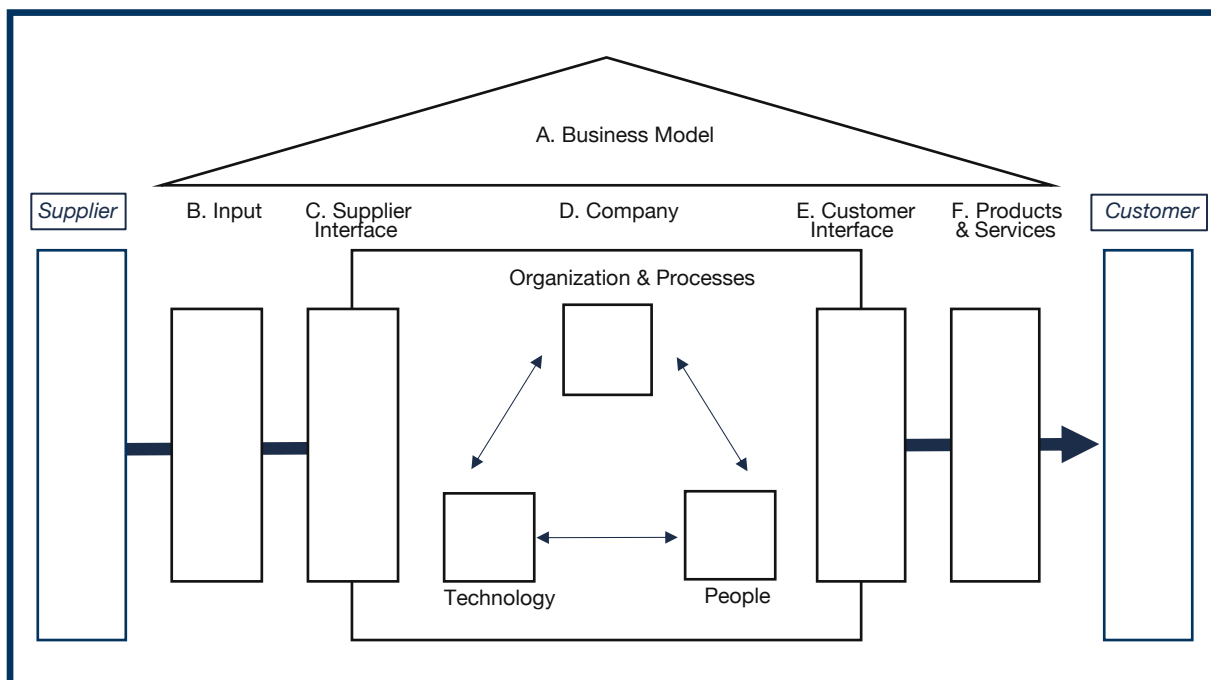 A. Business Model
Supplier
B. Input
C. Supplier
Interface
D. Company
E. Customer
Interface
F. Products
& Services
Customer
Organization & Processes
Technology
People